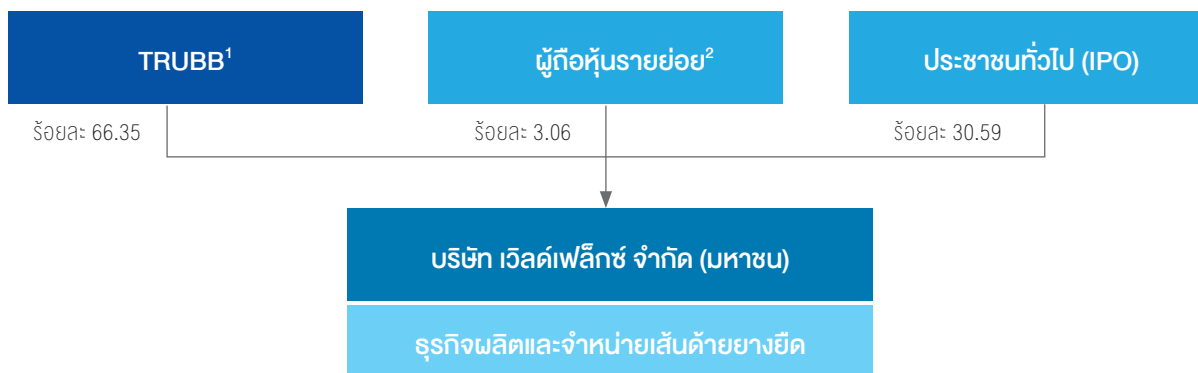 TRUBB¹
ผู้ถือหุ้นรายย่อย²
ประชาชนทั่วไป (IPO)
ร้อยละ 66.35
ร้อยละ 3.06
ร้อยละ 30.59
บริษัท เวิลด์เฟล็กซ์ จำกัด (มหาชน)
ธุรกิจผลิตและจำหน่ายเส้นด้ายยางยืด